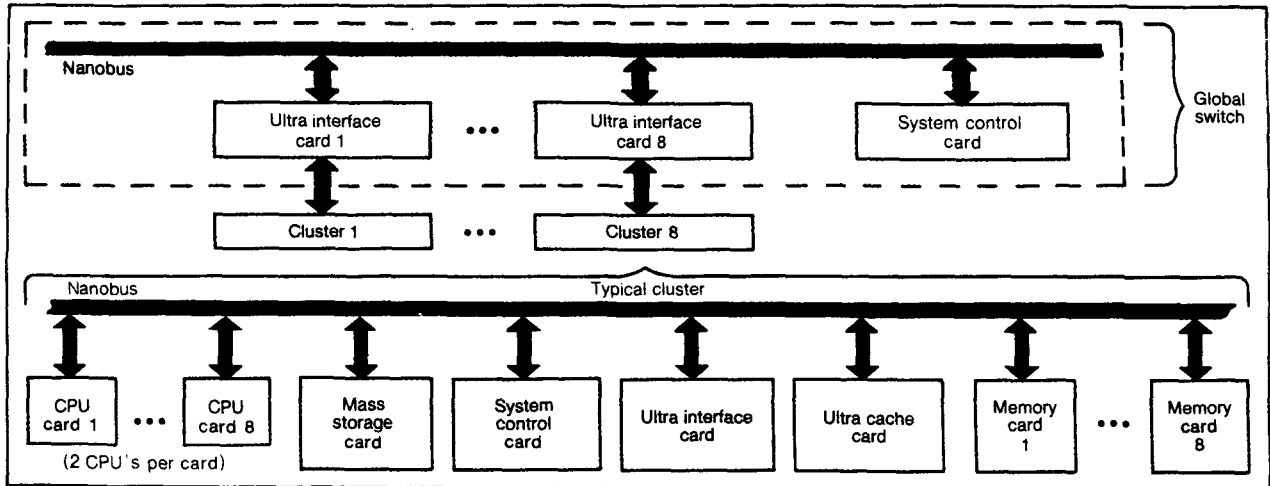 Nanobus
Ultra interface
card 1
•••
Ultra interface
card 8
System control
card
Global
switch
Cluster 1
•••
Cluster 8
Nanobus
Typical cluster
CPU
card 1
•••
CPU
card 8
(2 CPU's per card)
Mass
storage
card
System
control
card
Ultra interface
card
Ultra cache
card
Memory
card
1
•••
Memory
card
8